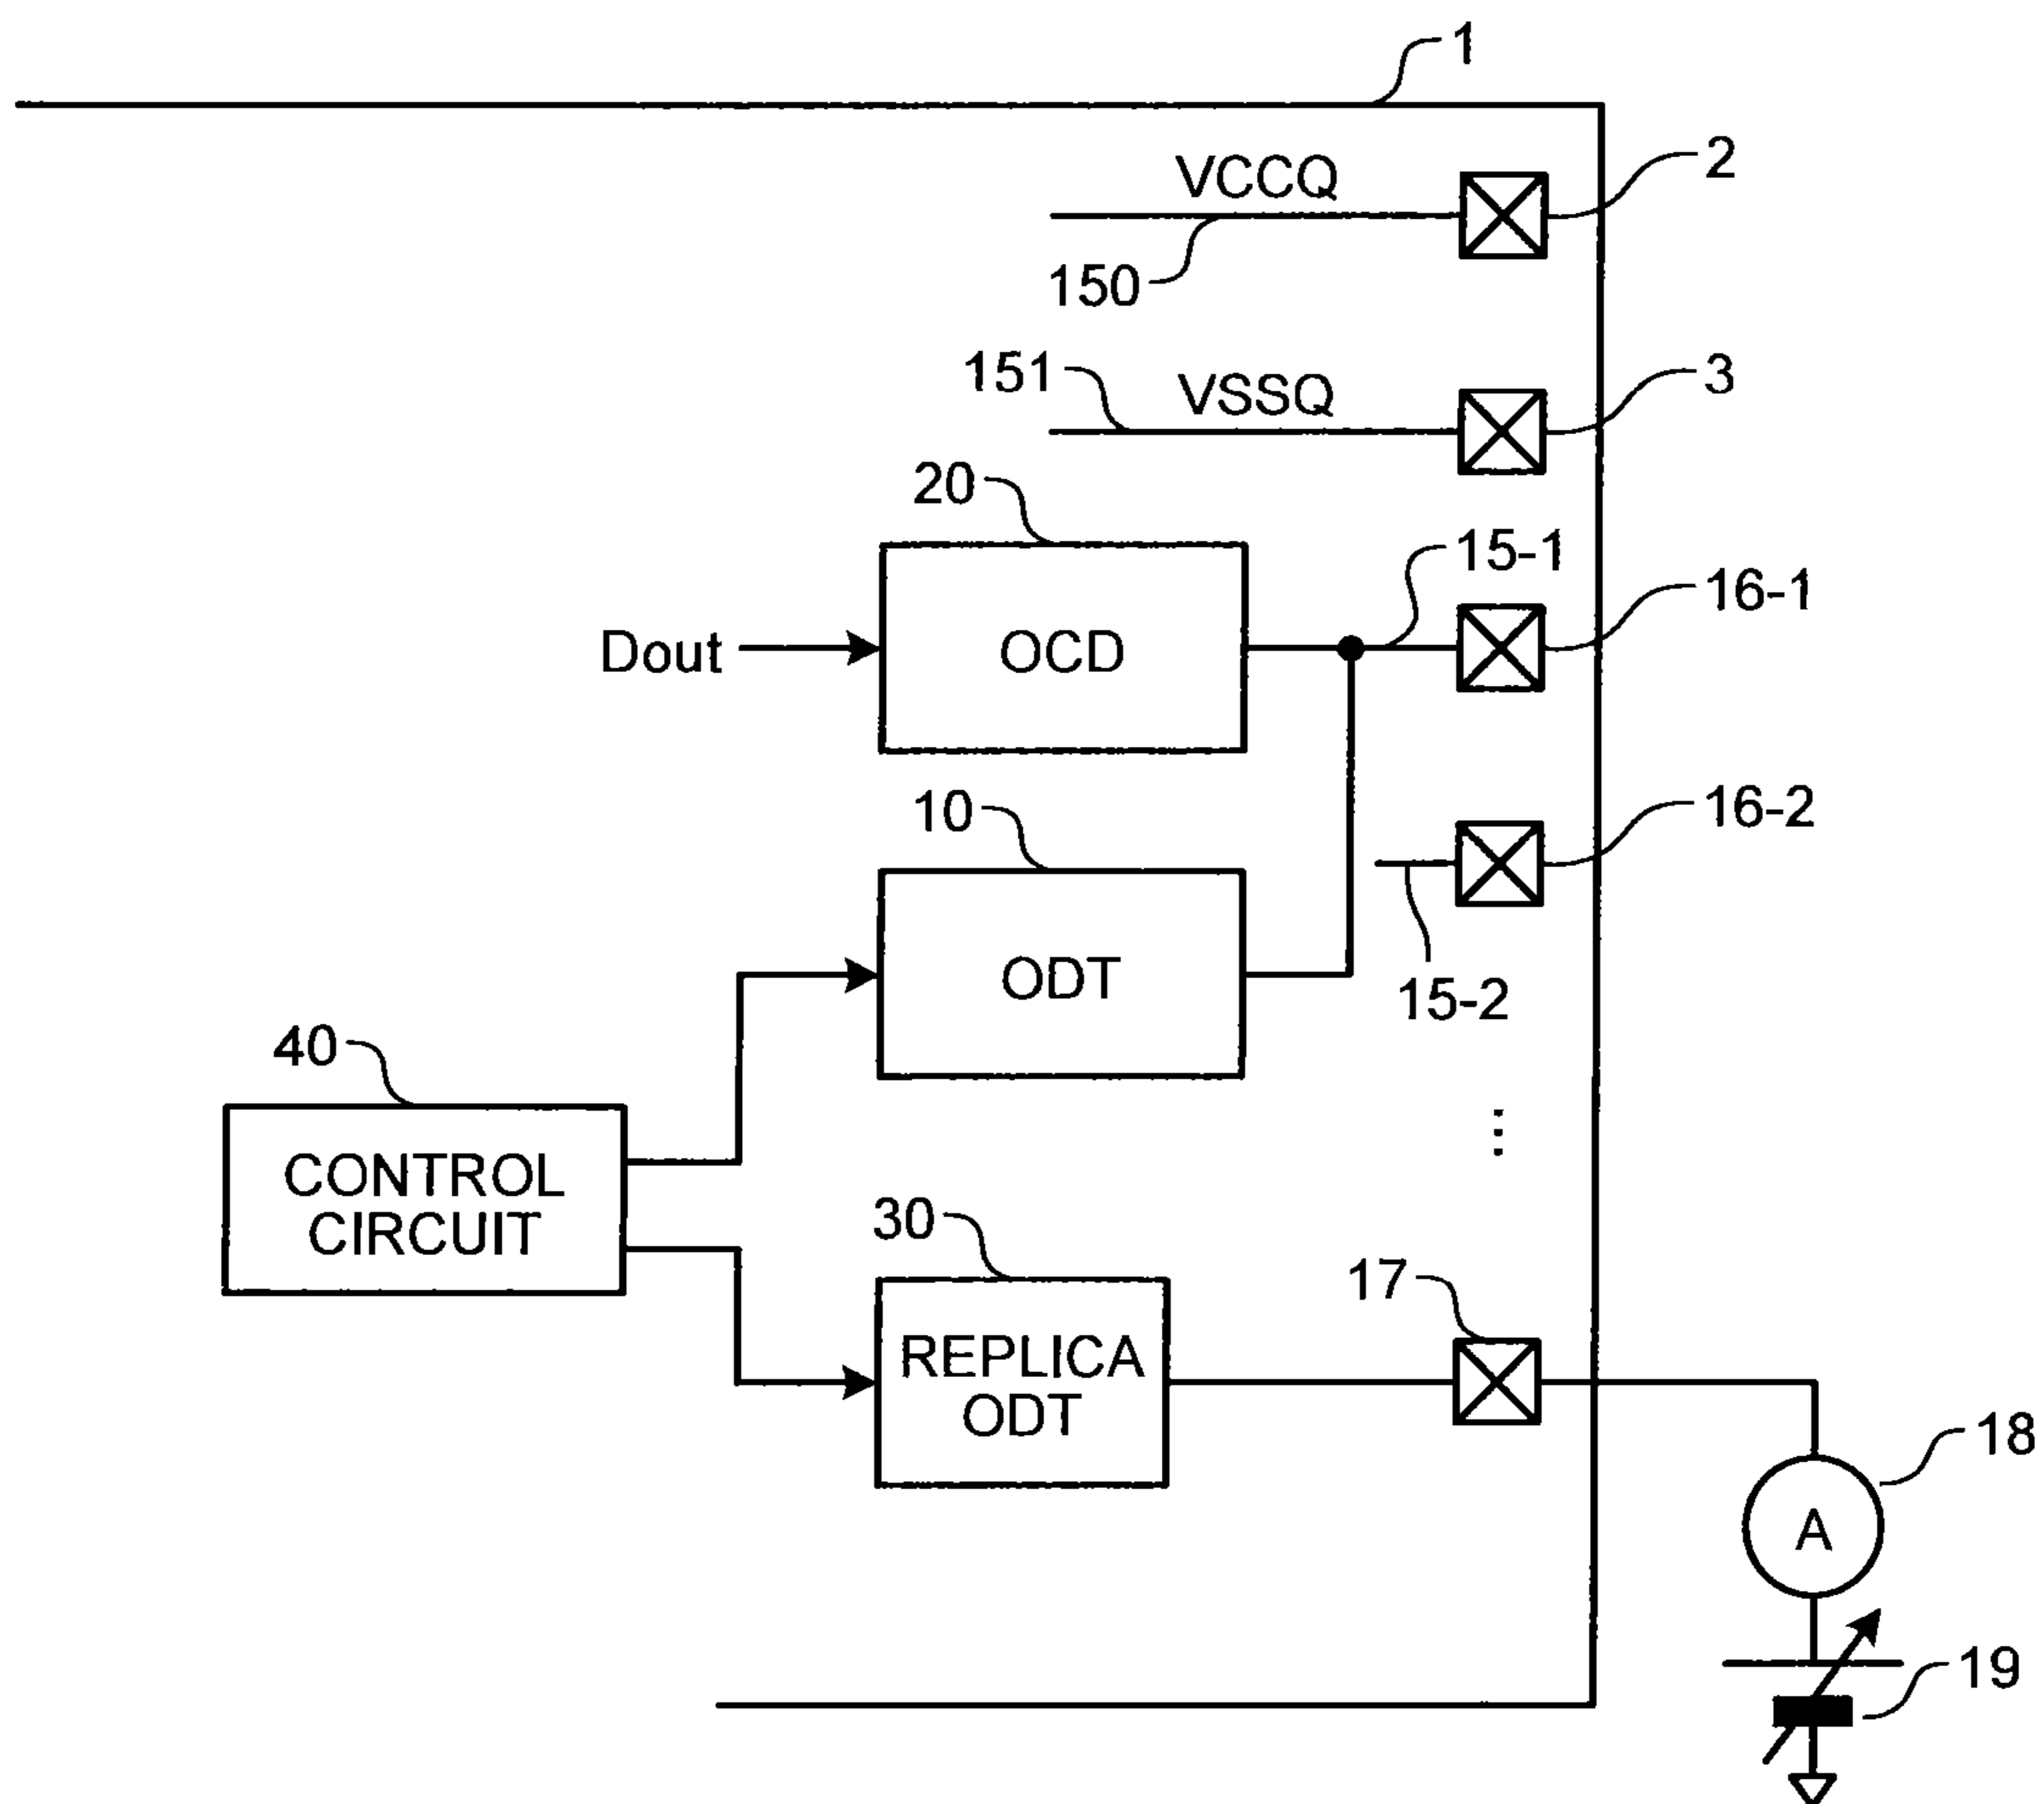 1
VCCQ
2
150
151
VSSQ
3
20
15-1
16-1
Dout
OCD
10
16-2
ODT
15-2
40
CONTROL
CIRCUIT
30
17
REPLICA
ODT
18
A
19